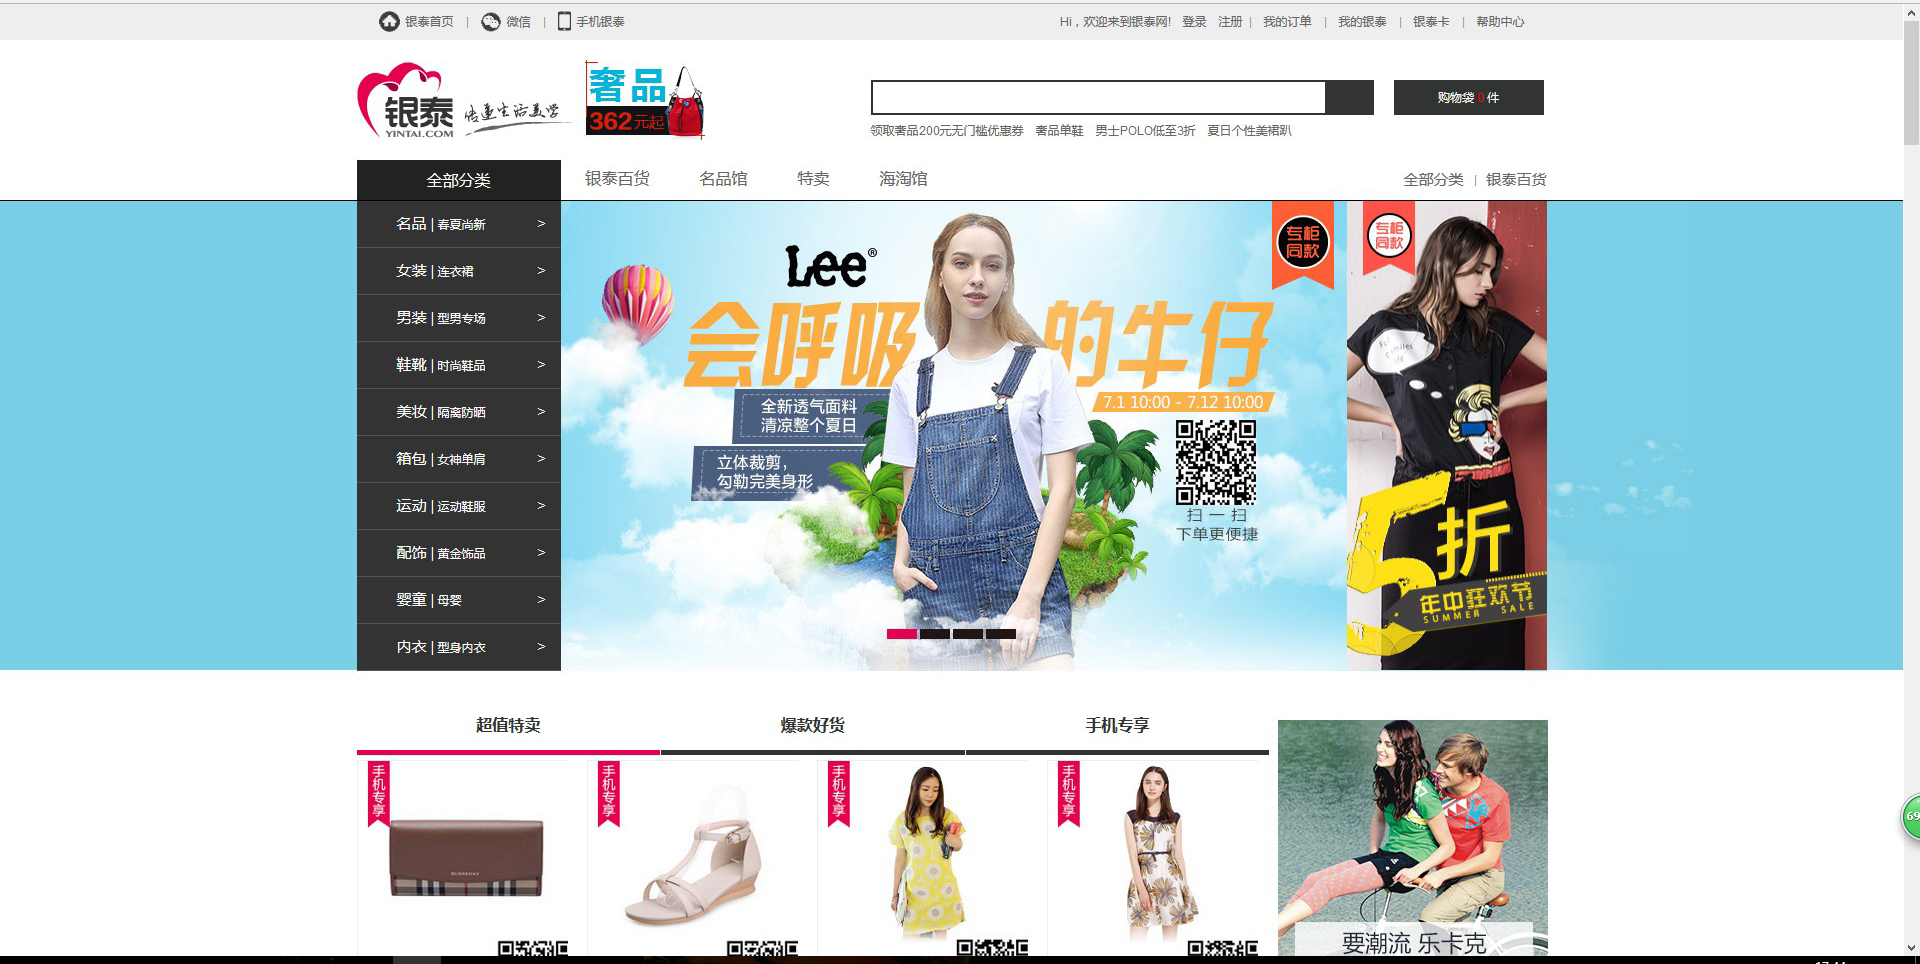 银泰首页 | 微信 | 手机银泰
Hi，欢迎来到银泰网! 登录 注册 | 我的订单 | 我的银泰 | 银泰卡 | 帮助中心
银泰
YINTAI.COM
传递生活美学
奢品
362元起
购物袋 0 件
领取奢品200元无门槛优惠券 奢品单鞋 男士POLO低至3折 夏日个性美裙趴
全部分类
银泰百货 名品馆 特卖 海淘馆
全部分类 | 银泰百货
名品 | 春夏尚新 >
女装 | 连衣裙 >
男装 | 型男专场 >
鞋靴 | 时尚鞋品 >
美妆 | 隔离防晒 >
箱包 | 女神单肩 >
运动 | 运动鞋服 >
配饰 | 黄金饰品 >
婴童 | 母婴 >
内衣 | 型身内衣 >
Lee®
会呼吸的牛仔
7.1 10:00 - 7.12 10:00
全新透气面料
清凉整个夏日
立体裁剪，
勾勒完美身形
扫一扫
下单更便捷
专柜
同款
专柜
同款
5折
年中狂欢节
SUMMER SALE
超值特卖 爆款好货 手机专享
手机专享
BURBERRY
手机专享
手机专享
手机专享
要潮流 乐卡克
69